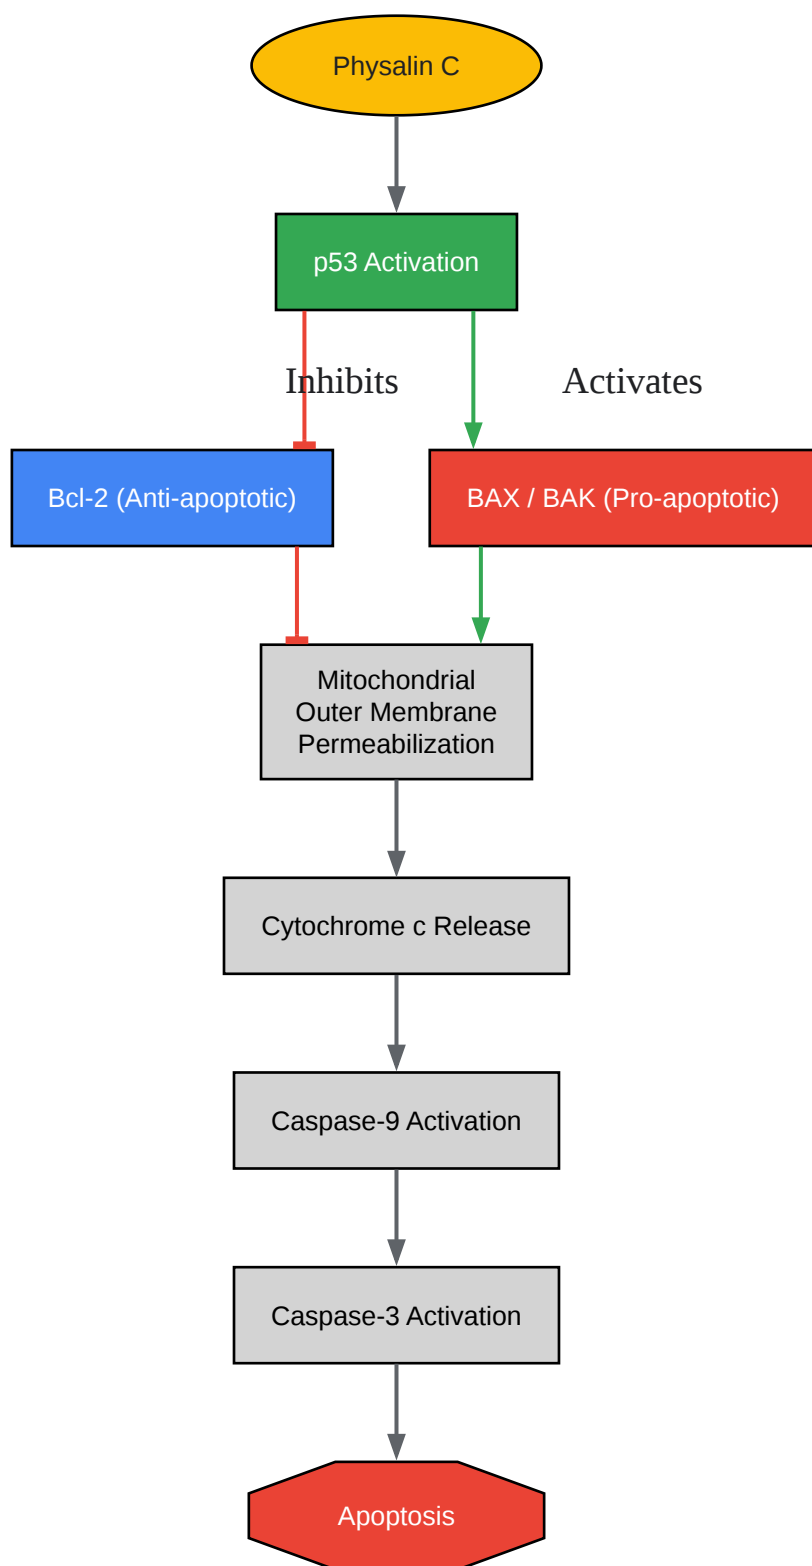 Physalin C
p53 Activation
Inhibits
Activates
Bcl-2 (Anti-apoptotic)
BAX / BAK (Pro-apoptotic)
Mitochondrial
Outer Membrane
Permeabilization
Cytochrome c Release
Caspase-9 Activation
Caspase-3 Activation
Apoptosis